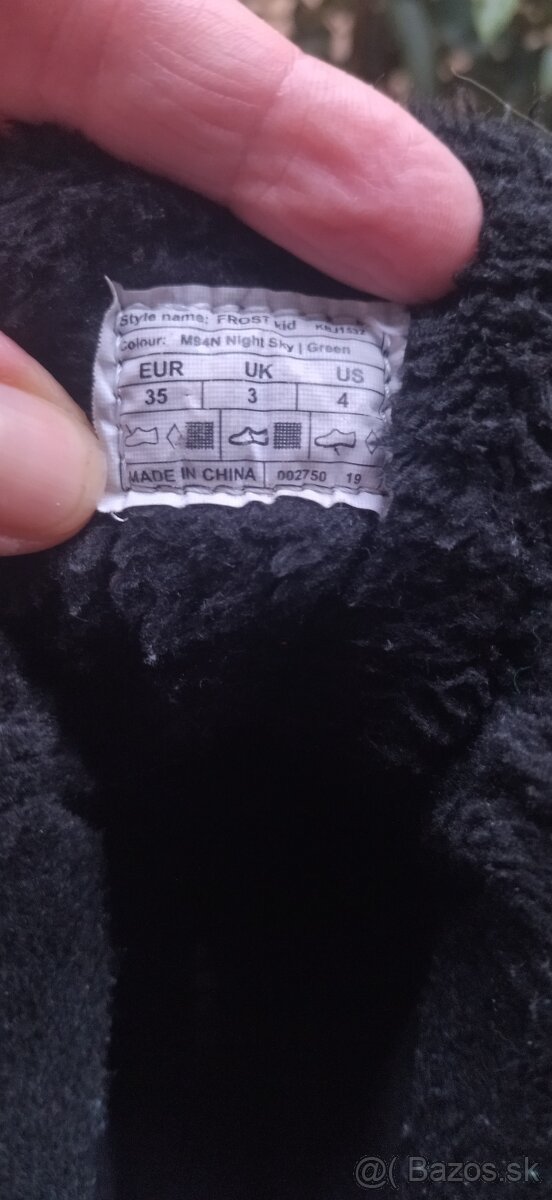 Style name: FROST kid KBJ1537
Colour: MS4N Night Sky | Green
EUR UK US
35 3 4
MADE IN CHINA 002750 19
@( Bazos.sk